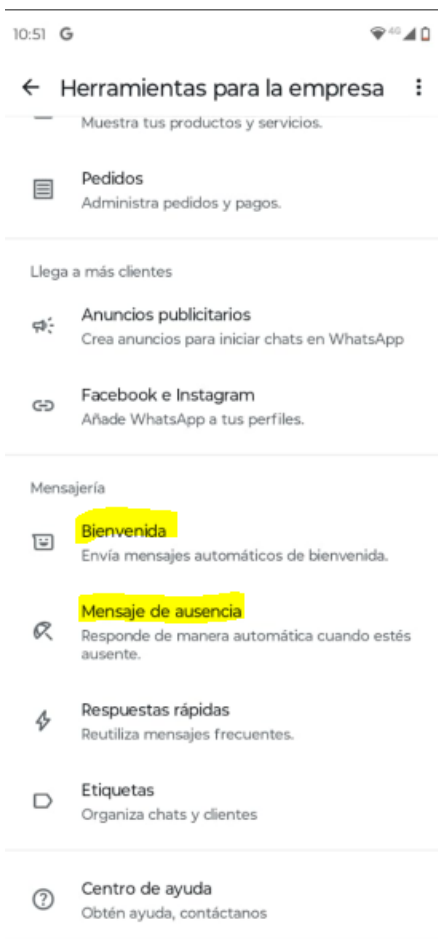 10:51 G 4G
Herramientas para la empresa
Muestra tus productos y servicios.
Pedidos
Administra pedidos y pagos.
Llega a más clientes
Anuncios publicitarios
Crea anuncios para iniciar chats en WhatsApp
Facebook e Instagram
Añade WhatsApp a tus perfiles.
Mensajería
Bienvenida
Envía mensajes automáticos de bienvenida.
Mensaje de ausencia
Responde de manera automática cuando estés
ausente.
Respuestas rápidas
Reutiliza mensajes frecuentes.
Etiquetas
Organiza chats y clientes
Centro de ayuda
Obtén ayuda, contáctanos